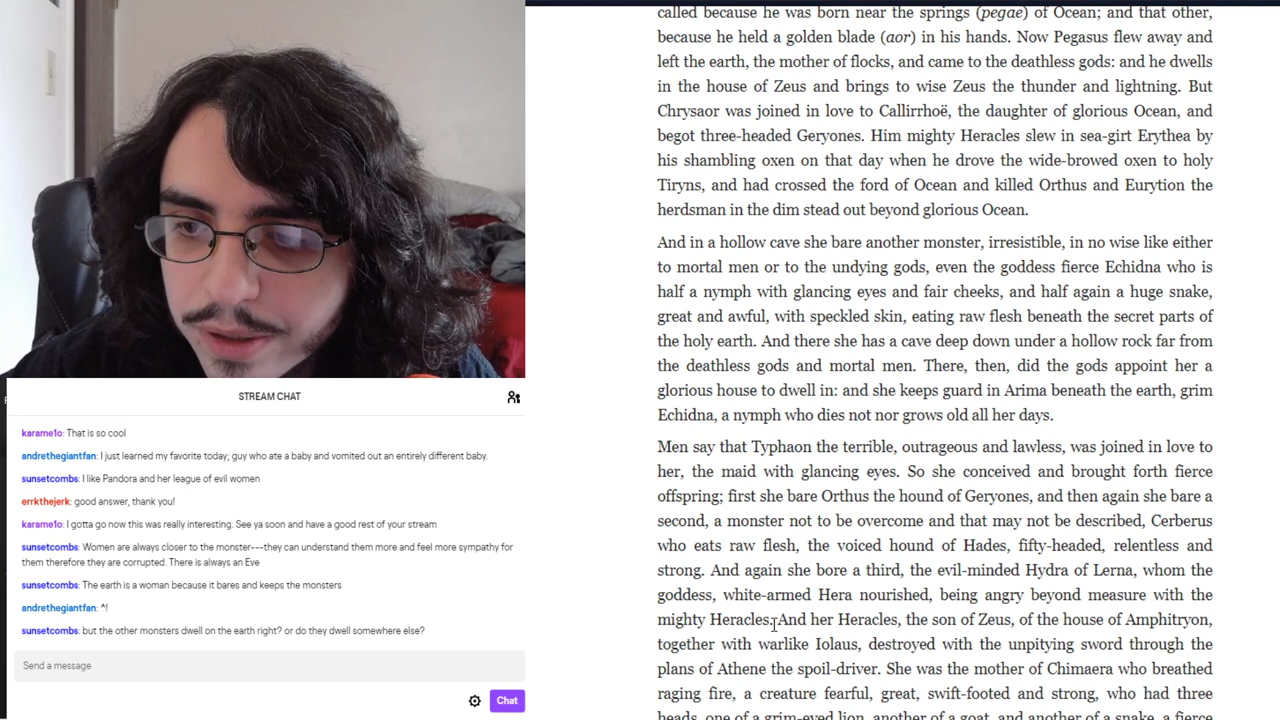 called because he was born near the springs (pegae) of Ocean; and that other,
because he held a golden blade (aor) in his hands. Now Pegasus flew away and
left the earth, the mother of flocks, and came to the deathless gods: and he dwells
in the house of Zeus and brings to wise Zeus the thunder and lightning. But
Chrysaor was joined in love to Callirrhoë, the daughter of glorious Ocean, and
begot three-headed Geryones. Him mighty Heracles slew in sea-girt Erythea by
his shambling oxen on that day when he drove the wide-browed oxen to holy
Tiryns, and had crossed the ford of Ocean and killed Orthus and Eurytion the
herdsman in the dim stead out beyond glorious Ocean.
And in a hollow cave she bare another monster, irresistible, in no wise like either
to mortal men or to the undying gods, even the goddess fierce Echidna who is
half a nymph with glancing eyes and fair cheeks, and half again a huge snake,
great and awful, with speckled skin, eating raw flesh beneath the secret parts of
the holy earth. And there she has a cave deep down under a hollow rock far from
the deathless gods and mortal men. There, then, did the gods appoint her a
glorious house to dwell in: and she keeps guard in Arima beneath the earth, grim
Echidna, a nymph who dies not nor grows old all her days.
Men say that Typhaon the terrible, outrageous and lawless, was joined in love to
her, the maid with glancing eyes. So she conceived and brought forth fierce
offspring; first she bare Orthus the hound of Geryones, and then again she bare a
second, a monster not to be overcome and that may not be described, Cerberus
who eats raw flesh, the voiced hound of Hades, fifty-headed, relentless and
strong. And again she bore a third, the evil-minded Hydra of Lerna, whom the
goddess, white-armed Hera nourished, being angry beyond measure with the
mighty Heracles. And her Heracles, the son of Zeus, of the house of Amphitryon,
together with warlike Iolaus, destroyed with the unpitying sword through the
plans of Athene the spoil-driver. She was the mother of Chimaera who breathed
raging fire, a creature fearful, great, swift-footed and strong, who had three
heads, one of a grim-eyed lion, another of a goat, and another of a snake, a fierce
STREAM CHAT
karame1o: That is so cool
andrethegiantfan: I just learned my favorite today; guy who ate a baby and vomited out an entirely different baby.
sunsetcombs: I like Pandora and her league of evil women
errkthejerk: good answer, thank you!
karame1o: I gotta go now this was really interesting. See ya soon and have a good rest of your stream
sunsetcombs: Women are always closer to the monster---they can understand them more and feel more sympathy for
them therefore they are corrupted. There is always an Eve
sunsetcombs: The earth is a woman because it bares and keeps the monsters
andrethegiantfan: ^!
sunsetcombs: but the other monsters dwell on the earth right? or do they dwell somewhere else?
Send a message
Chat